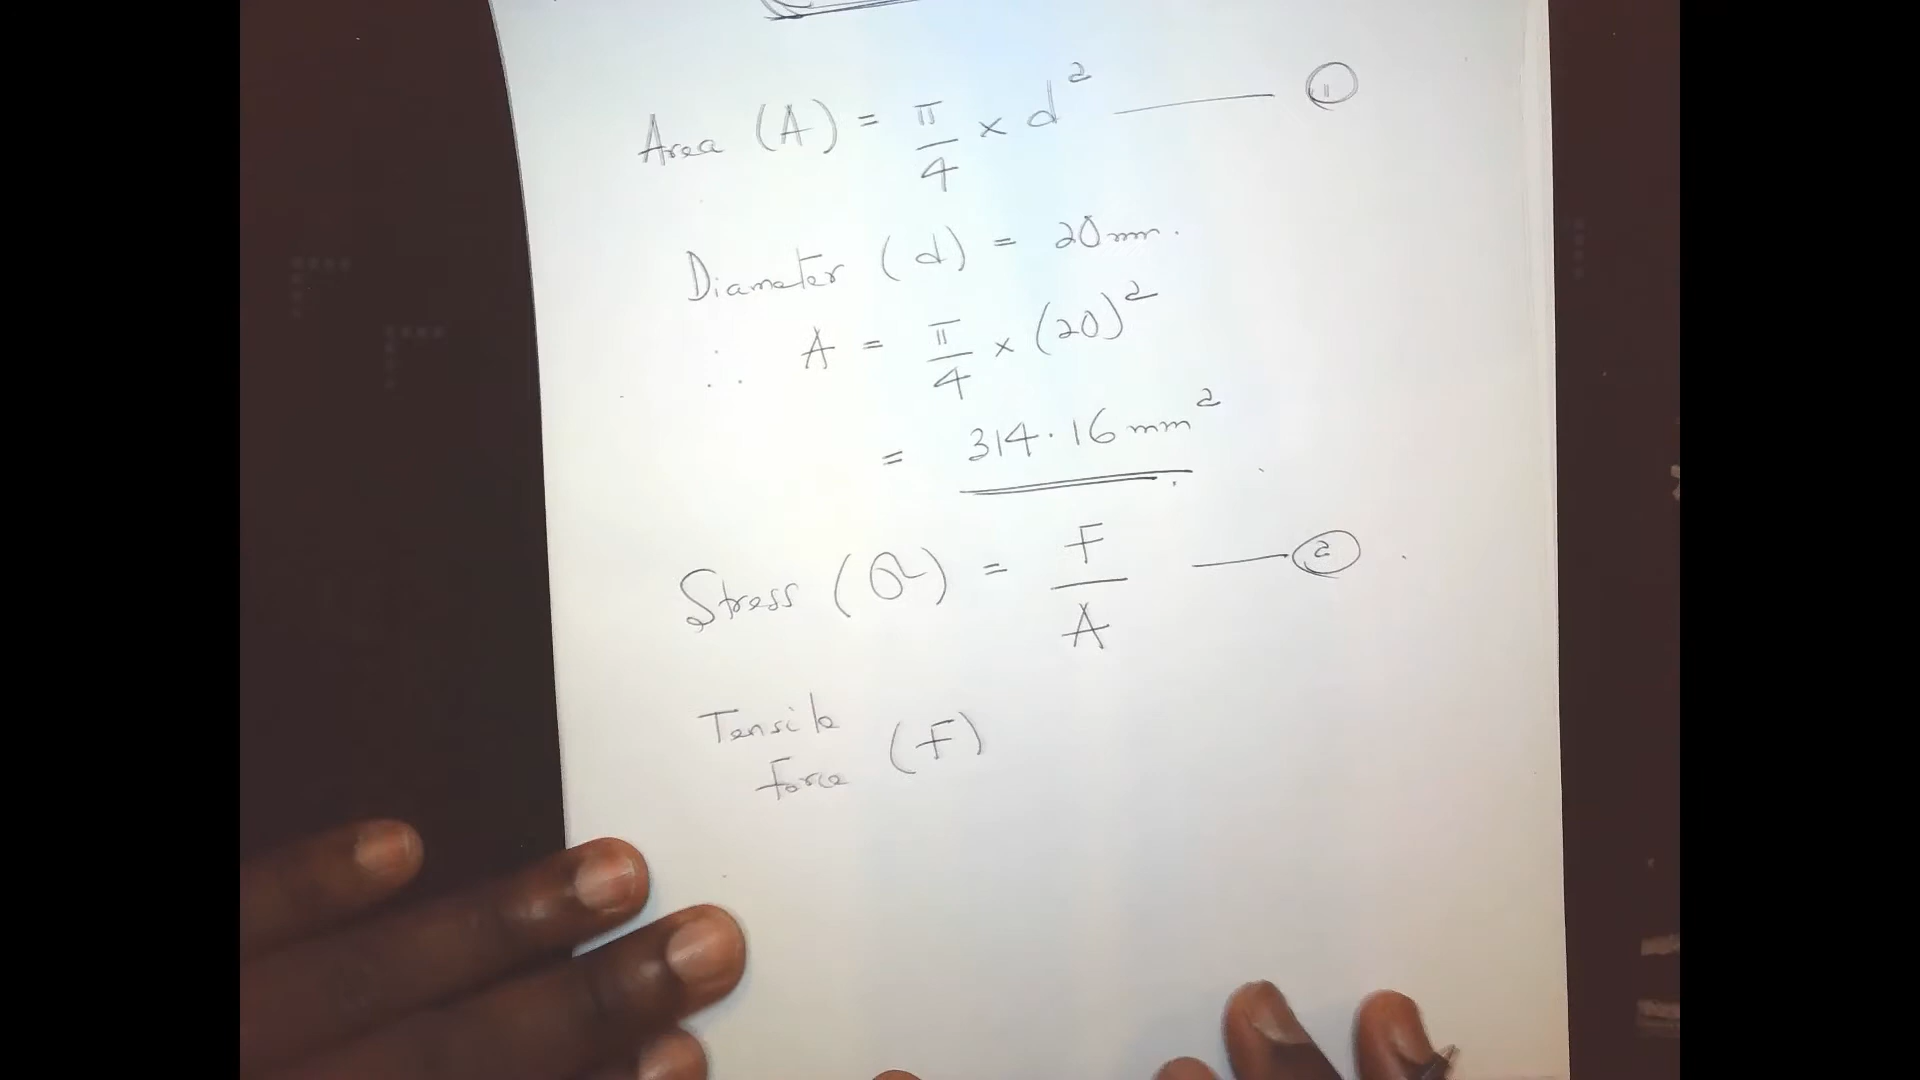 Area (A) = π/4 × d² —— ①
Diameter (d) = 20mm.
∴ A = π/4 × (20)²
= 314.16 mm²
Stress (σ) = F/A —— ②
Tensile
Force (F)